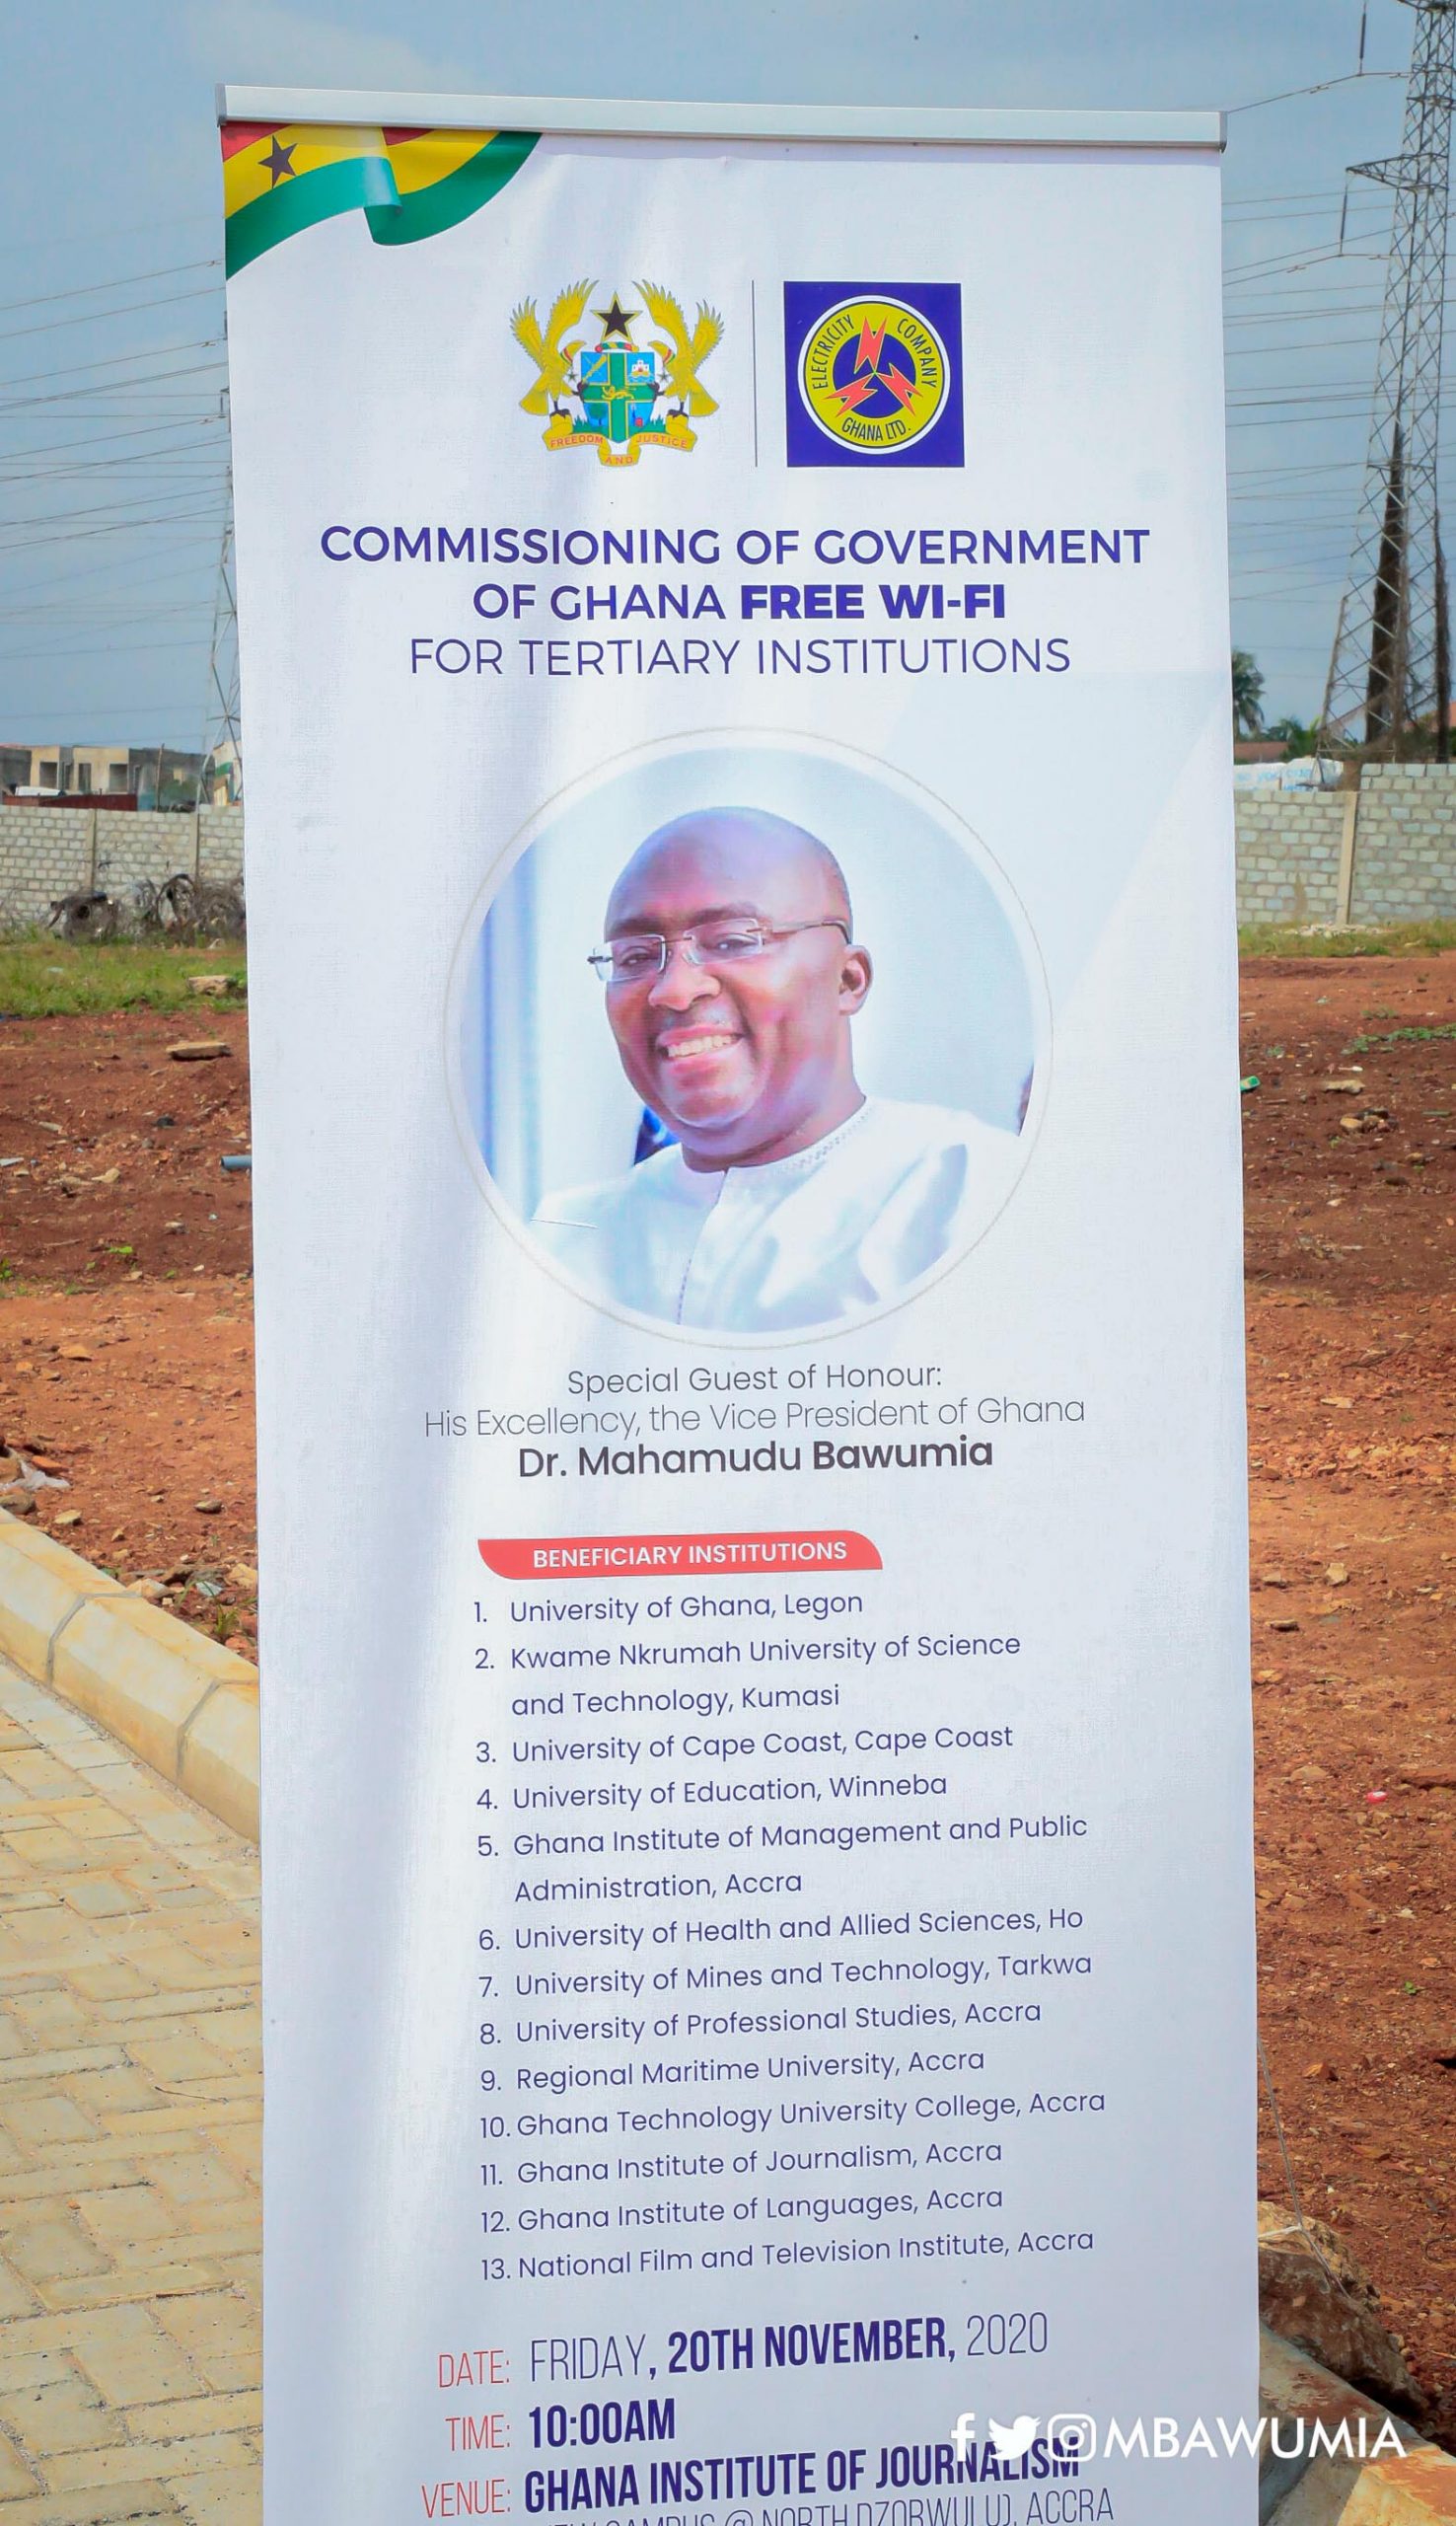 FREEDOM AND JUSTICE
ELECTRICITY COMPANY
GHANA LTD.
COMMISSIONING OF GOVERNMENT
OF GHANA FREE WI-FI
FOR TERTIARY INSTITUTIONS
Special Guest of Honour:
His Excellency, the Vice President of Ghana
Dr. Mahamudu Bawumia
BENEFICIARY INSTITUTIONS
1. University of Ghana, Legon
2. Kwame Nkrumah University of Science
and Technology, Kumasi
3. University of Cape Coast, Cape Coast
4. University of Education, Winneba
5. Ghana Institute of Management and Public
Administration, Accra
6. University of Health and Allied Sciences, Ho
7. University of Mines and Technology, Tarkwa
8. University of Professional Studies, Accra
9. Regional Maritime University, Accra
10. Ghana Technology University College, Accra
11. Ghana Institute of Journalism, Accra
12. Ghana Institute of Languages, Accra
13. National Film and Television Institute, Accra
DATE: FRIDAY, 20TH NOVEMBER, 2020
TIME: 10:00AM
VENUE: GHANA INSTITUTE OF JOURNALISM
CAMPUS @ NORTH DZORWULU), ACCRA
@MBAWUMIA